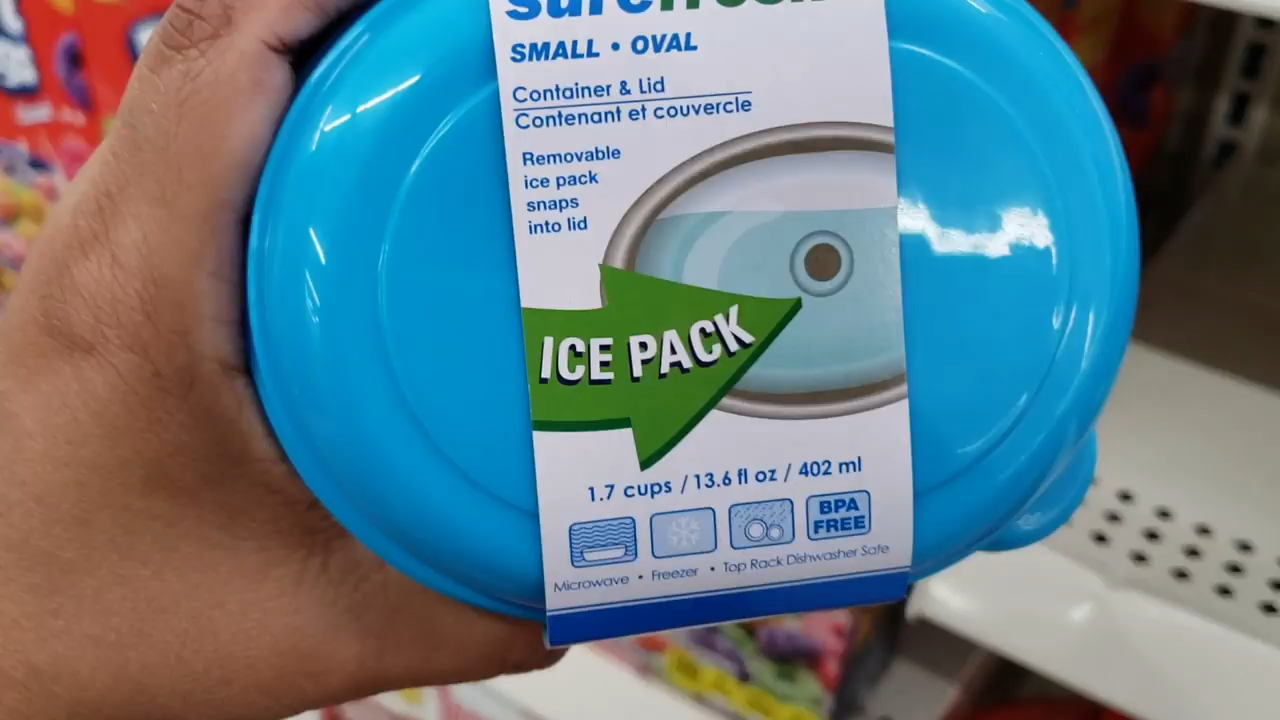 surefresh
SMALL • OVAL
Container & Lid
Contenant et couvercle
Removable
ice pack
snaps
into lid
ICE PACK
1.7 cups / 13.6 fl oz / 402 ml
BPA
FREE
Microwave • Freezer • Top Rack Dishwasher Safe